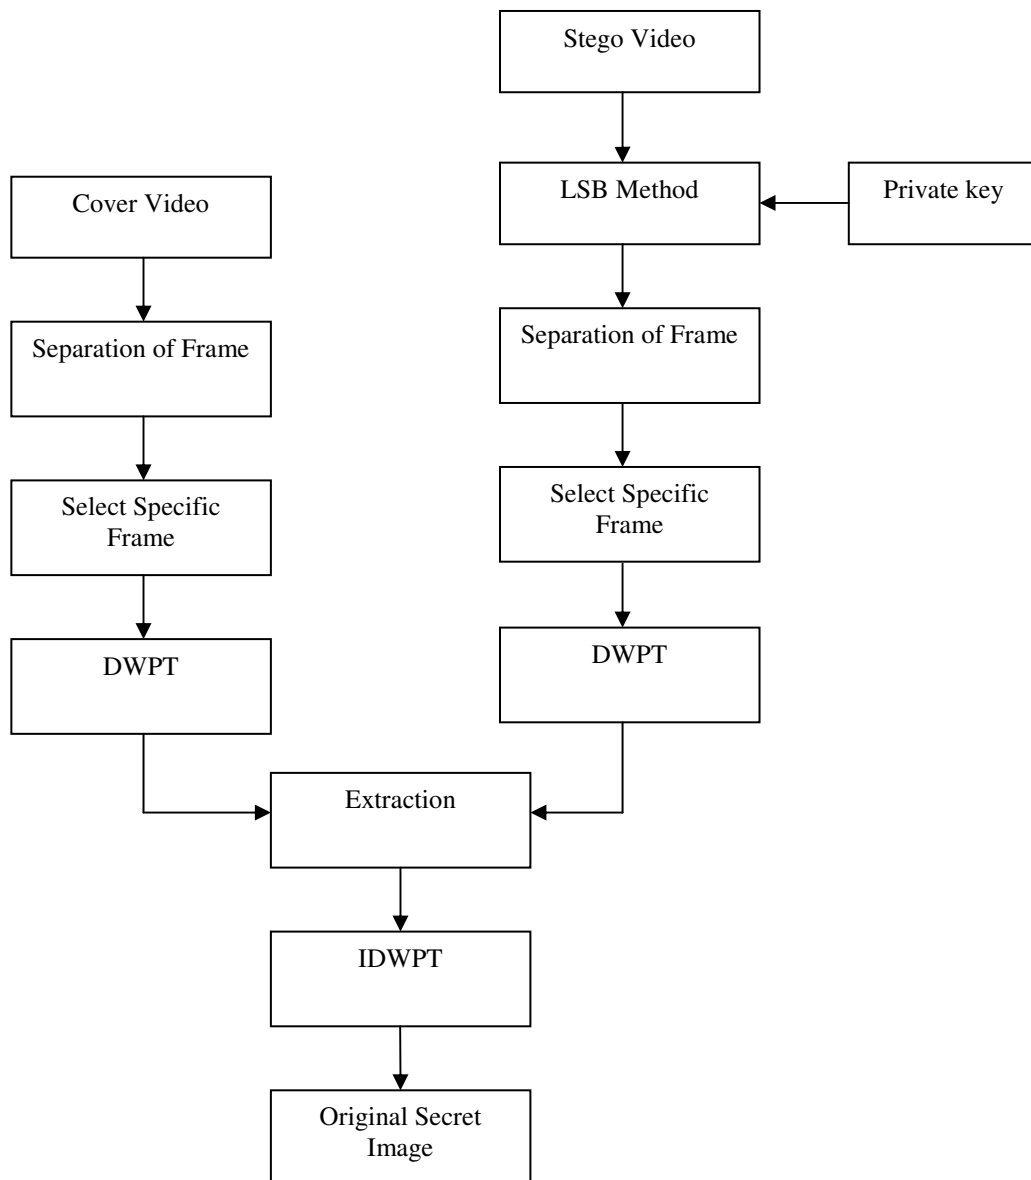 Stego Video
LSB Method
Private key
Cover Video
Separation of Frame
Separation of Frame
Select Specific
Frame
Select Specific
Frame
DWPT
DWPT
Extraction
IDWPT
Original Secret
Image